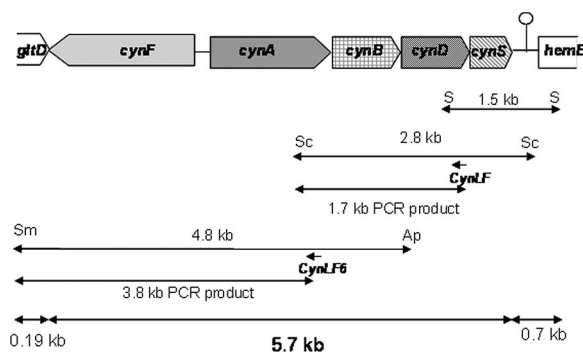 gltD cynF cynA cynB cynD cynS hemB
S S
1.5 kb
Sc 2.8 kb Sc
CynLF
1.7 kb PCR product
Sm 4.8 kb Ap
CynLF6
3.8 kb PCR product
0.19 kb 5.7 kb 0.7 kb